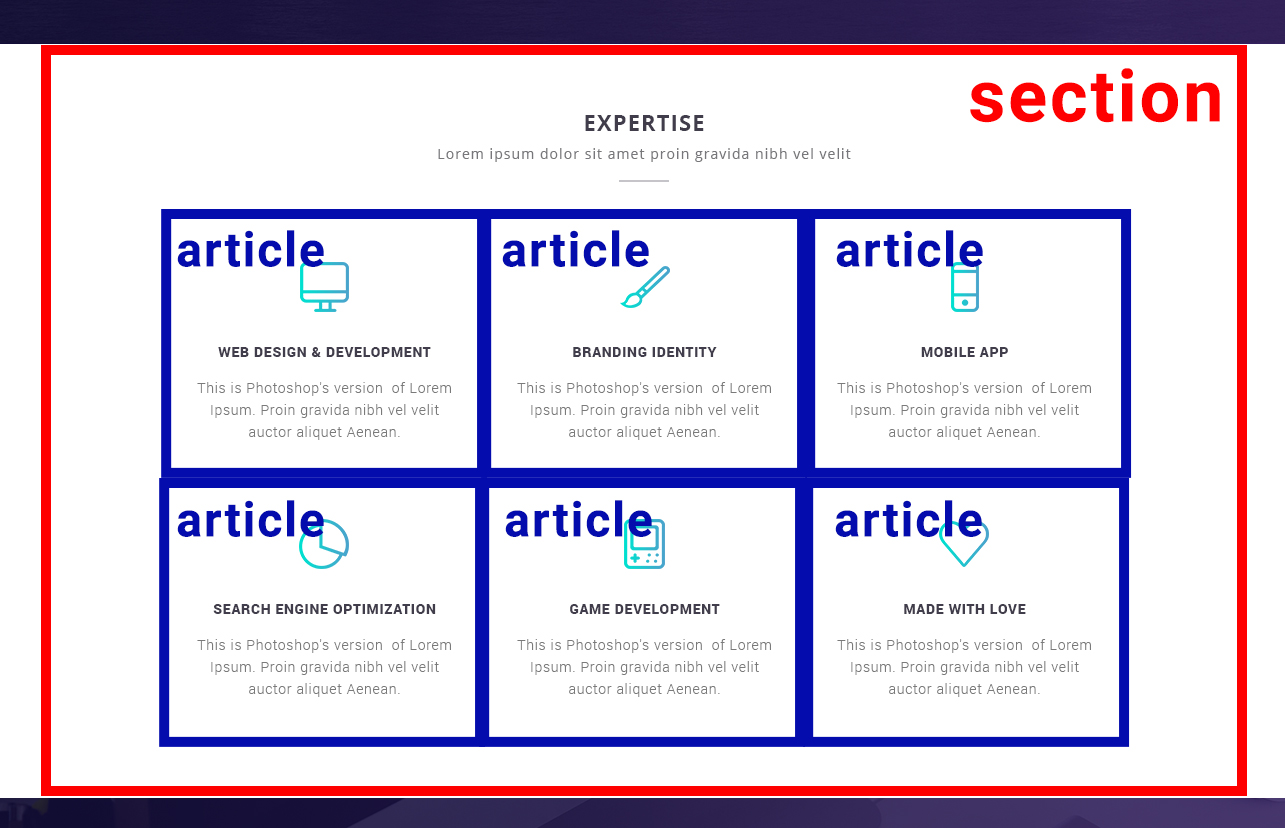 section
EXPERTISE
Lorem ipsum dolor sit amet proin gravida nibh vel velit
article
article
article
WEB DESIGN & DEVELOPMENT
This is Photoshop's version  of Lorem
Ipsum. Proin gravida nibh vel velit
auctor aliquet Aenean.
BRANDING IDENTITY
This is Photoshop's version  of Lorem
Ipsum. Proin gravida nibh vel velit
auctor aliquet Aenean.
MOBILE APP
This is Photoshop's version  of Lorem
Ipsum. Proin gravida nibh vel velit
auctor aliquet Aenean.
article
article
article
SEARCH ENGINE OPTIMIZATION
This is Photoshop's version  of Lorem
Ipsum. Proin gravida nibh vel velit
auctor aliquet Aenean.
GAME DEVELOPMENT
This is Photoshop's version  of Lorem
Ipsum. Proin gravida nibh vel velit
auctor aliquet Aenean.
MADE WITH LOVE
This is Photoshop's version  of Lorem
Ipsum. Proin gravida nibh vel velit
auctor aliquet Aenean.